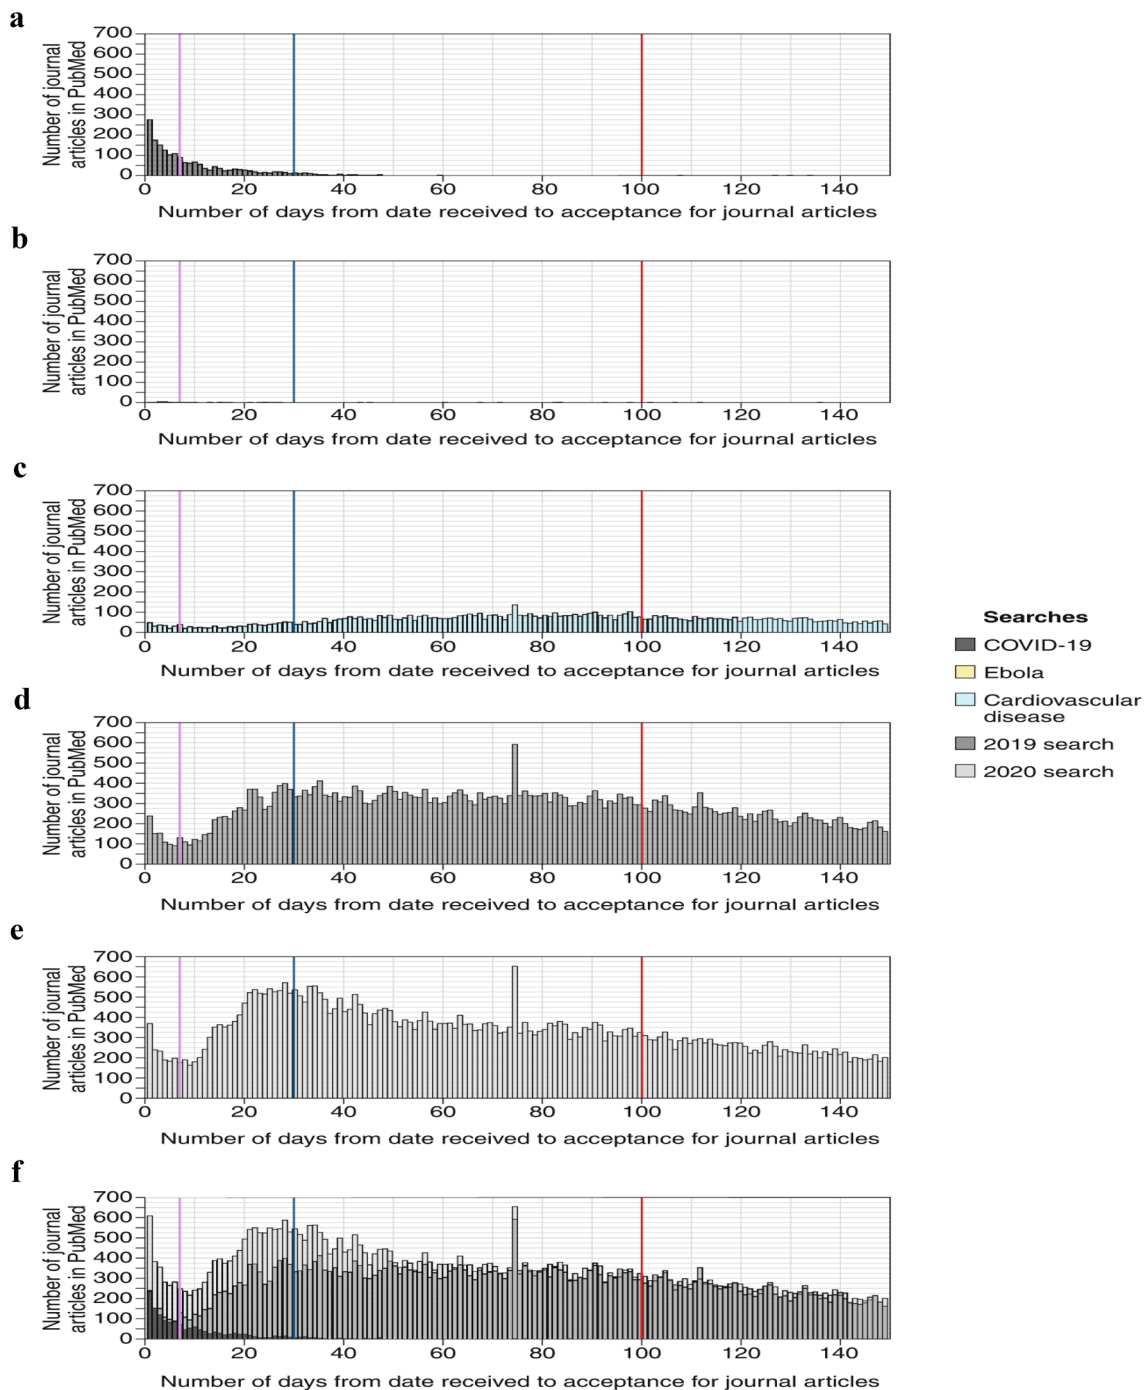 a
700
600
500
400
300
200
100
0
Number of journal
articles in PubMed
0 20 40 60 80 100 120 140
Number of days from date received to acceptance for journal articles
b
700
600
500
400
300
200
100
0
Number of journal
articles in PubMed
0 20 40 60 80 100 120 140
Number of days from date received to acceptance for journal articles
c
700
600
500
400
300
200
100
0
Number of journal
articles in PubMed
0 20 40 60 80 100 120 140
Number of days from date received to acceptance for journal articles
d
700
600
500
400
300
200
100
0
Number of journal
articles in PubMed
0 20 40 60 80 100 120 140
Number of days from date received to acceptance for journal articles
e
700
600
500
400
300
200
100
0
Number of journal
articles in PubMed
0 20 40 60 80 100 120 140
Number of days from date received to acceptance for journal articles
f
700
600
500
400
300
200
100
0
Number of journal
articles in PubMed
0 20 40 60 80 100 120 140
Number of days from date received to acceptance for journal articles
Searches
COVID-19
Ebola
Cardiovascular
disease
2019 search
2020 search